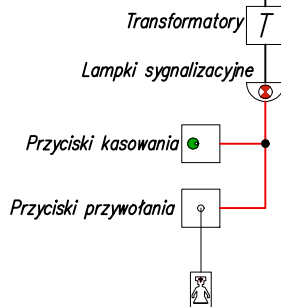 Transformatory T
Lampki sygnalizacyjne
Przyciski kasowania
Przyciski przywołania